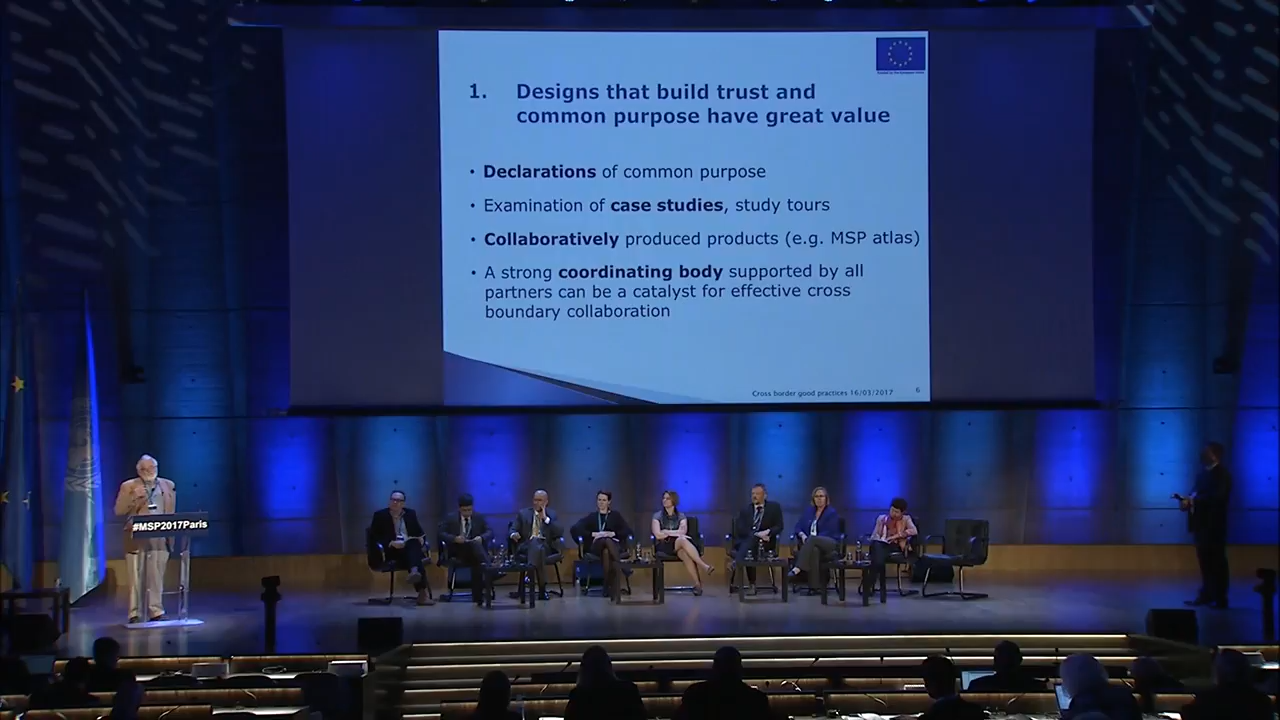 1. Designs that build trust and
common purpose have great value
• Declarations of common purpose
• Examination of case studies, study tours
• Collaboratively produced products (e.g. MSP atlas)
• A strong coordinating body supported by all
partners can be a catalyst for effective cross
boundary collaboration
Cross border good practices 16/03/2017
6
#MSP2017Paris